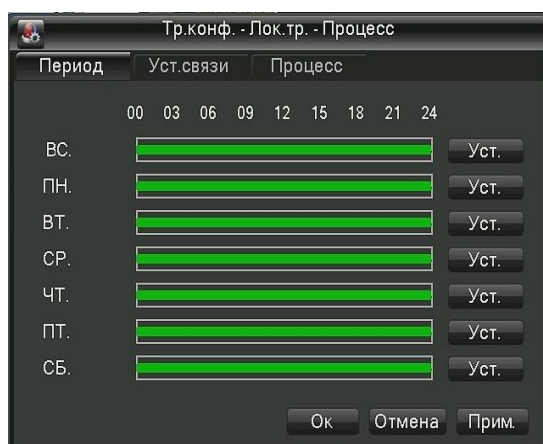 Тр.конф. - Лок.тр. - Процесс
Период Уст.связи Процесс
00 03 06 09 12 15 18 21 24
ВС. Уст.
ПН. Уст.
ВТ. Уст.
СР. Уст.
ЧТ. Уст.
ПТ. Уст.
СБ. Уст.
Ок Отмена Прим.